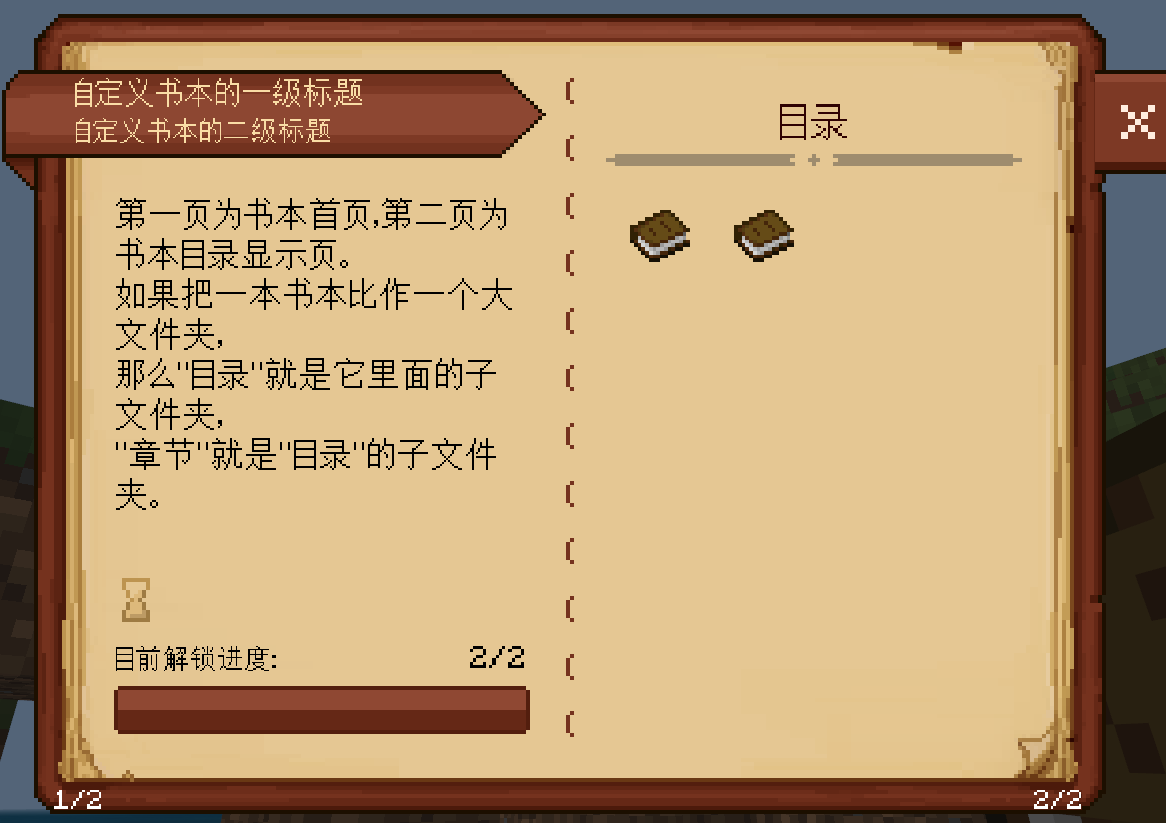 自定义书本的一级标题
自定义书本的二级标题
第一页为书本首页,第二页为
书本目录显示页。
如果把一本书本比作一个大
文件夹,
那么"目录"就是它里面的子
文件夹,
"章节"就是"目录"的子文件
夹。
目前解锁进度: 2/2
1/2
目录
2/2